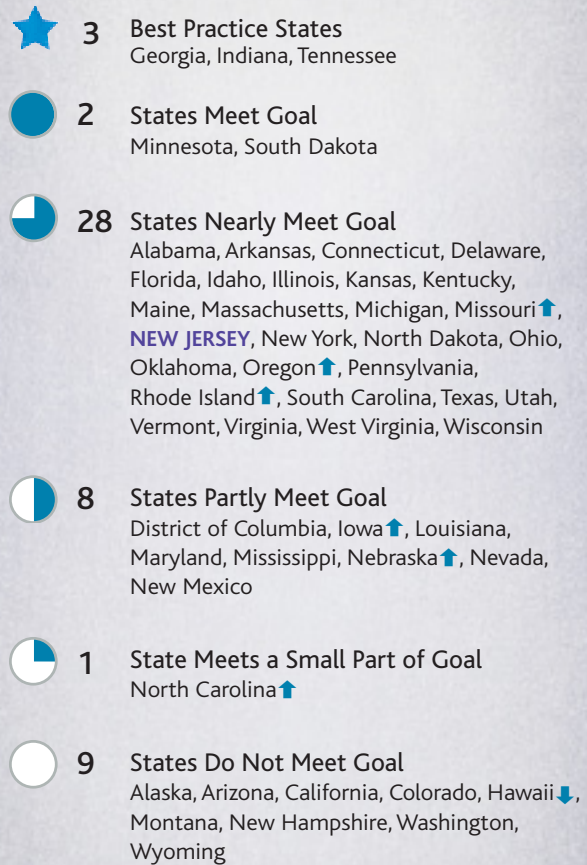 3 Best Practice States
Georgia, Indiana, Tennessee
2 States Meet Goal
Minnesota, South Dakota
28 States Nearly Meet Goal
Alabama, Arkansas, Connecticut, Delaware,
Florida, Idaho, Illinois, Kansas, Kentucky,
Maine, Massachusetts, Michigan, Missouri⬆,
NEW JERSEY, New York, North Dakota, Ohio,
Oklahoma, Oregon⬆, Pennsylvania,
Rhode Island⬆, South Carolina, Texas, Utah,
Vermont, Virginia, West Virginia, Wisconsin
8 States Partly Meet Goal
District of Columbia, Iowa⬆, Louisiana,
Maryland, Mississippi, Nebraska⬆, Nevada,
New Mexico
1 State Meets a Small Part of Goal
North Carolina⬆
9 States Do Not Meet Goal
Alaska, Arizona, California, Colorado, Hawaii⬇,
Montana, New Hampshire, Washington,
Wyoming